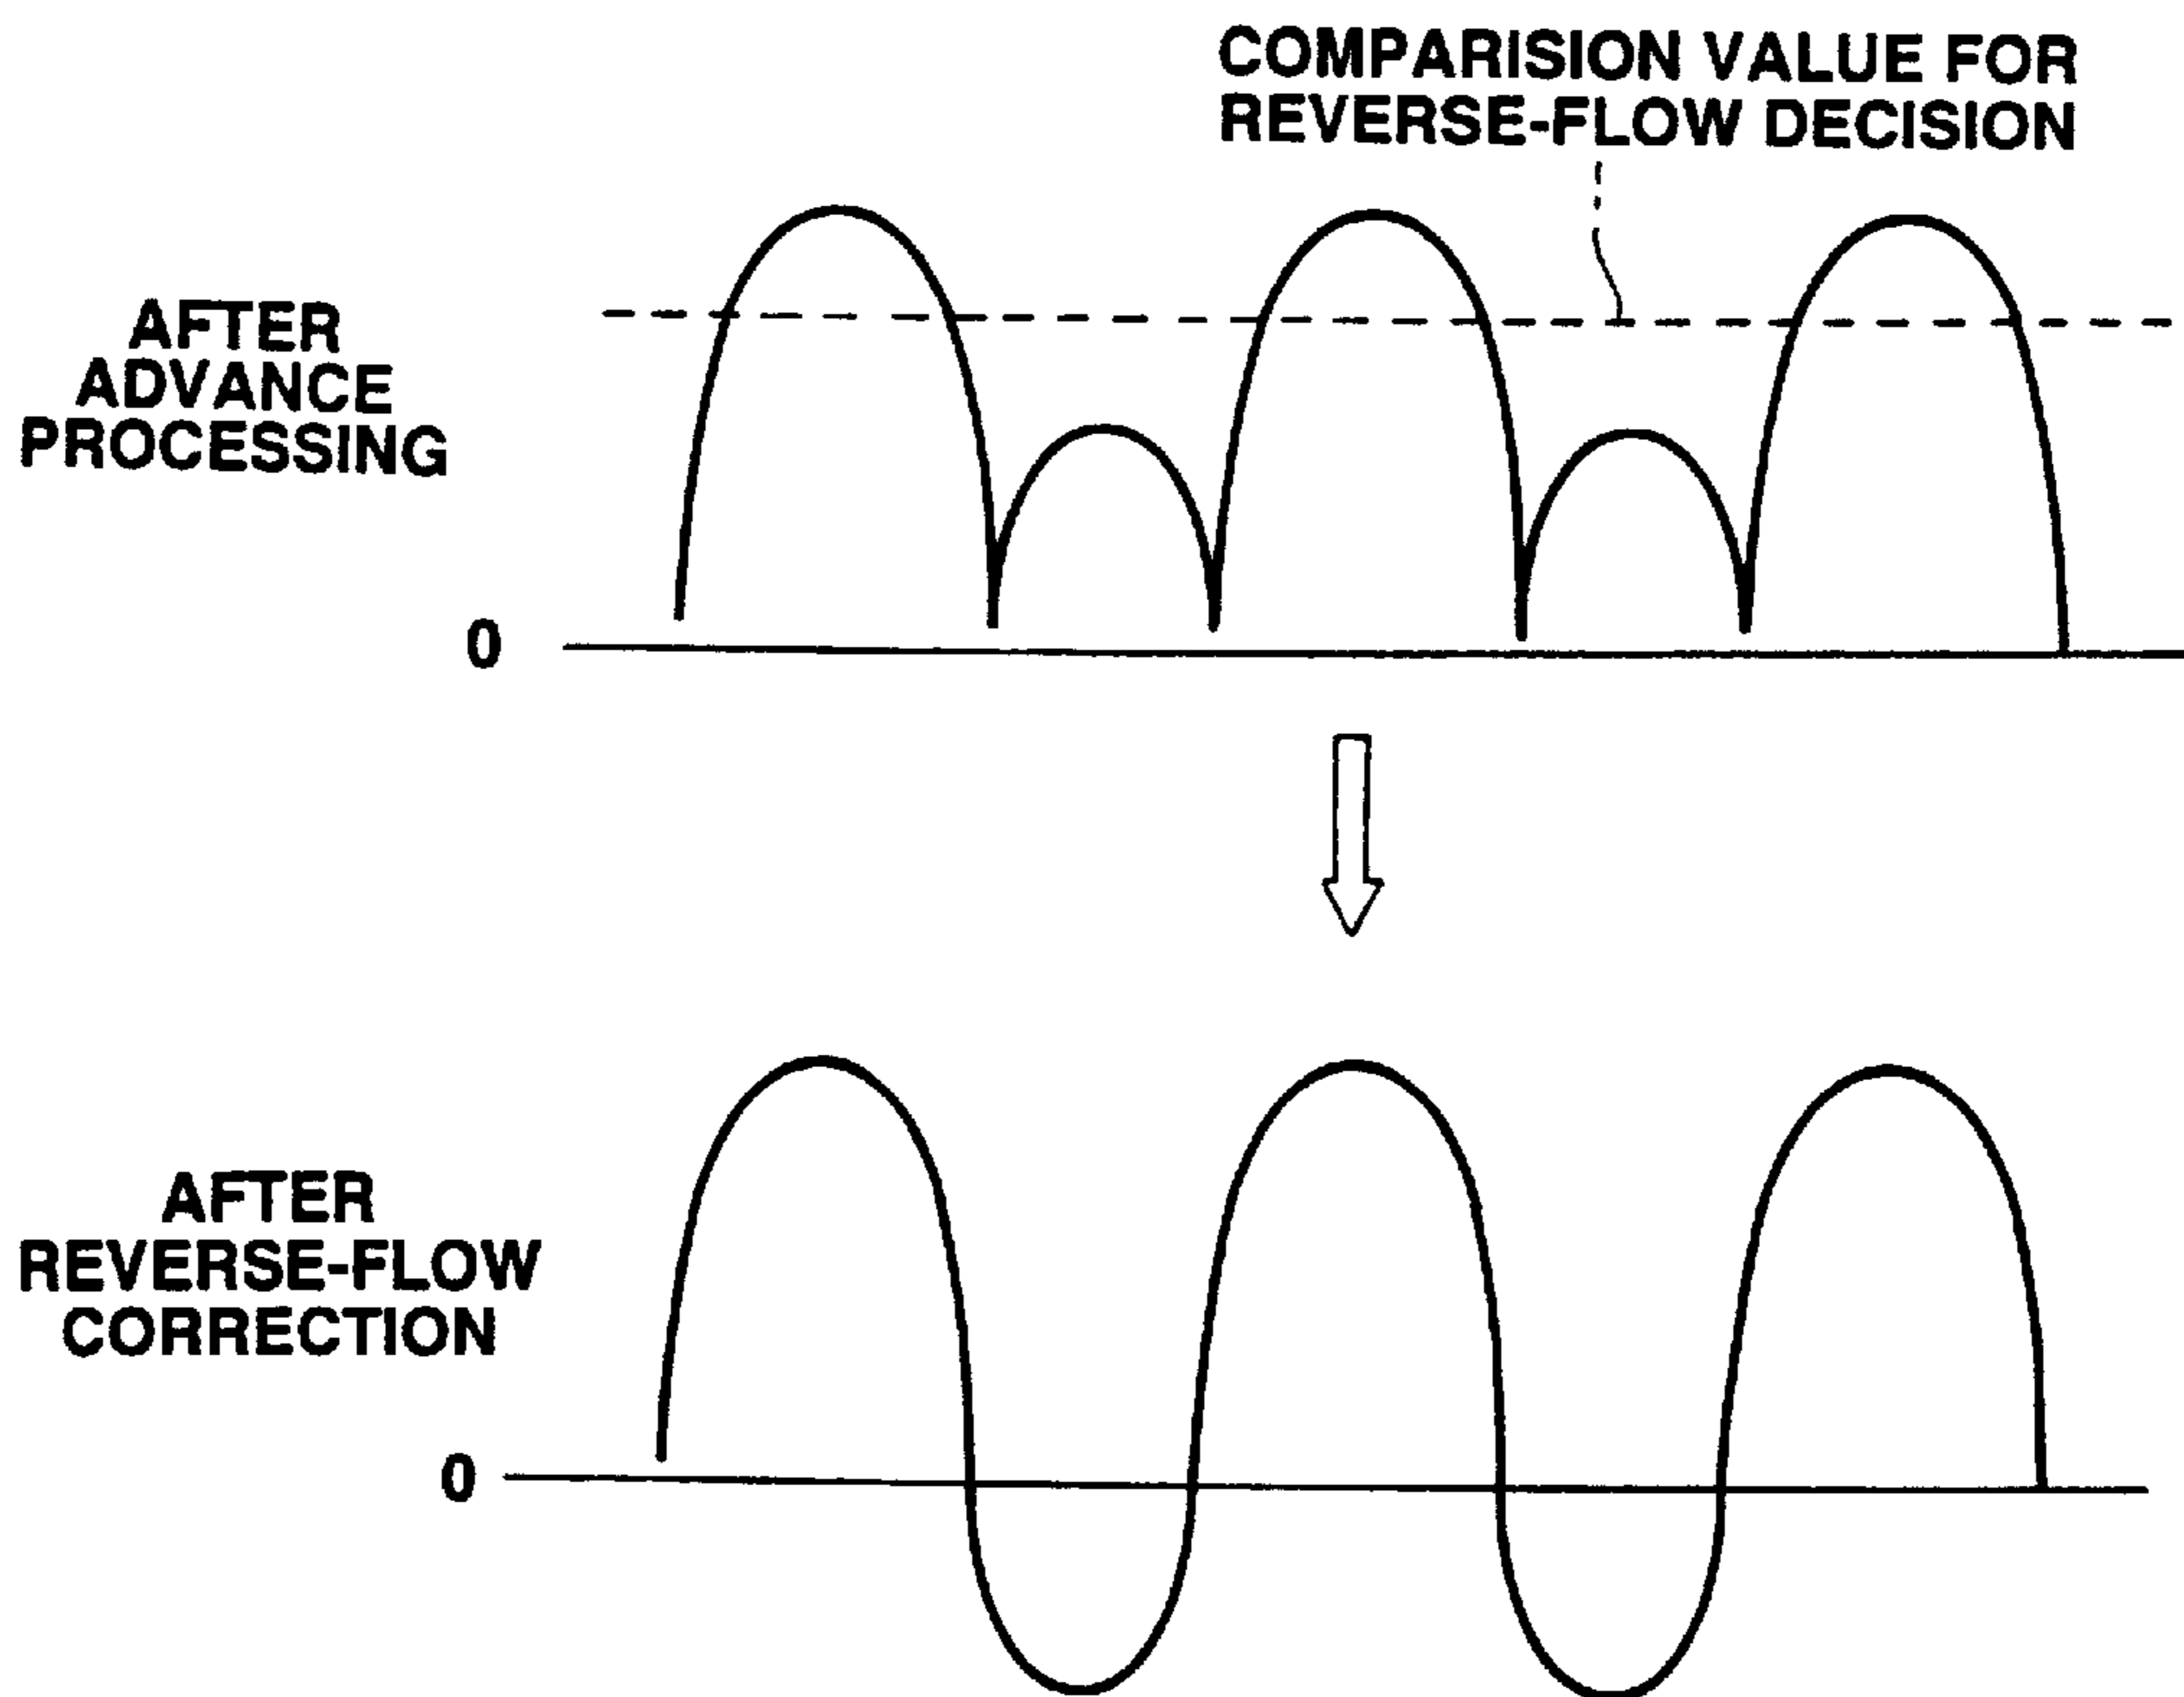 COMPARISION VALUE FOR
REVERSE-FLOW DECISION
AFTER
ADVANCE
PROCESSING
0
AFTER
REVERSE-FLOW
CORRECTION
0